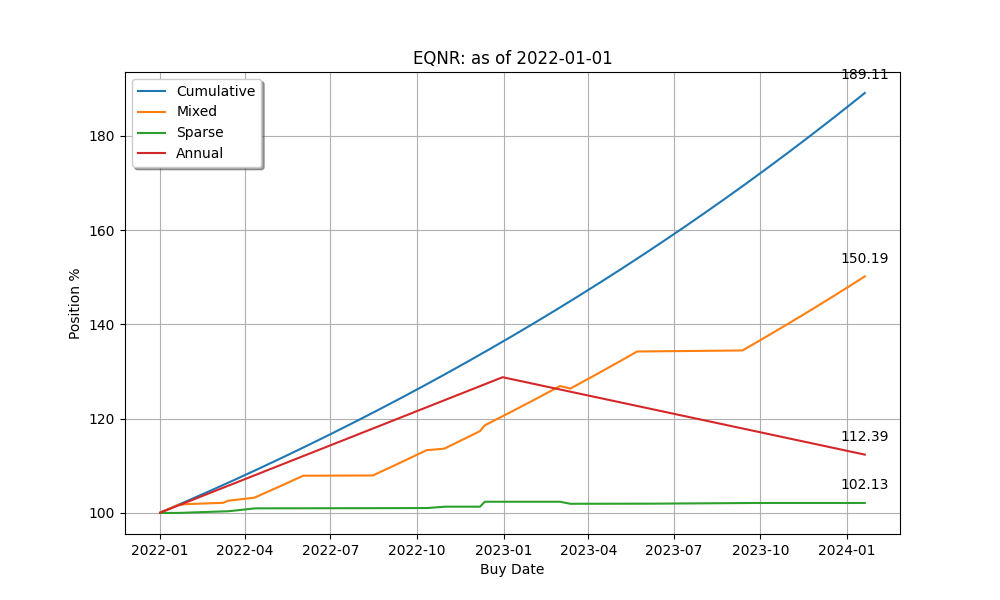 EQNR: as of 2022-01-01
189.11
Cumulative
Mixed
Sparse
Annual
180
160
150.19
140
120
112.39
102.13
100
Position %
2022-01 2022-04 2022-07 2022-10 2023-01 2023-04 2023-07 2023-10 2024-01
Buy Date